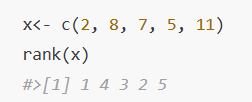 x<- c(2, 8, 7, 5, 11)
rank(x)
#>[1] 1 4 3 2 5